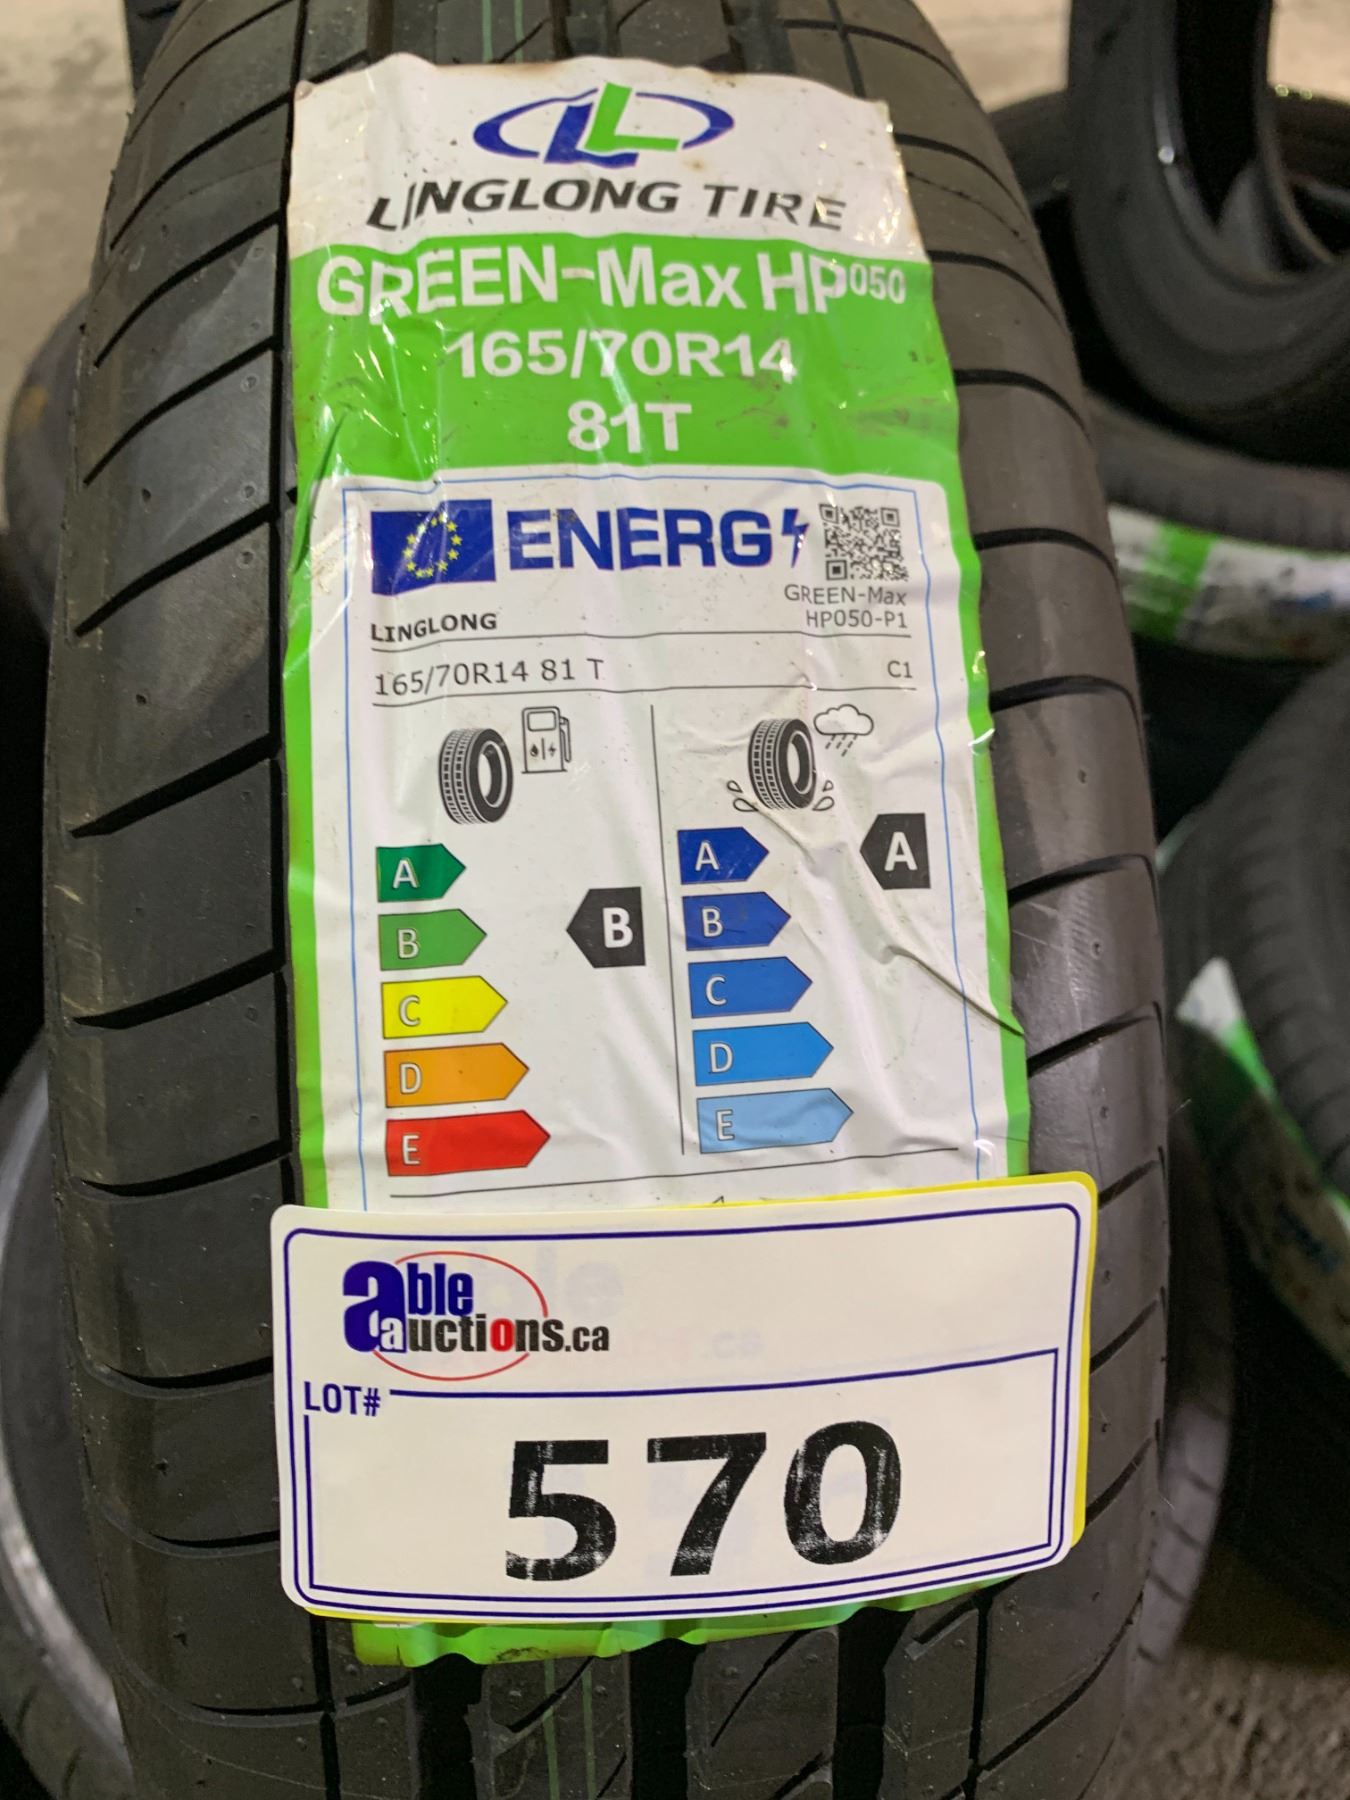 LINGLONG TIRE
GREEN-Max HP050
165/70R14
81T
ENERG
GREEN-Max
HP050-P1
LINGLONG
165/70R14 81 T
C1
A
B
C
D
E
B
A
B
C
D
E
A
able
auctions.ca
LOT#
570